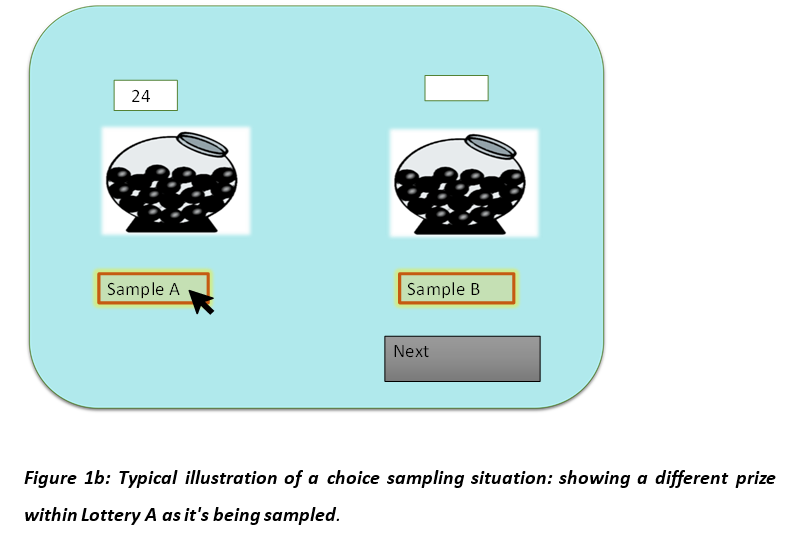 24
Sample A
Sample B
Next
Figure 1b: Typical illustration of a choice sampling situation: showing a different prize
within Lottery A as it's being sampled.